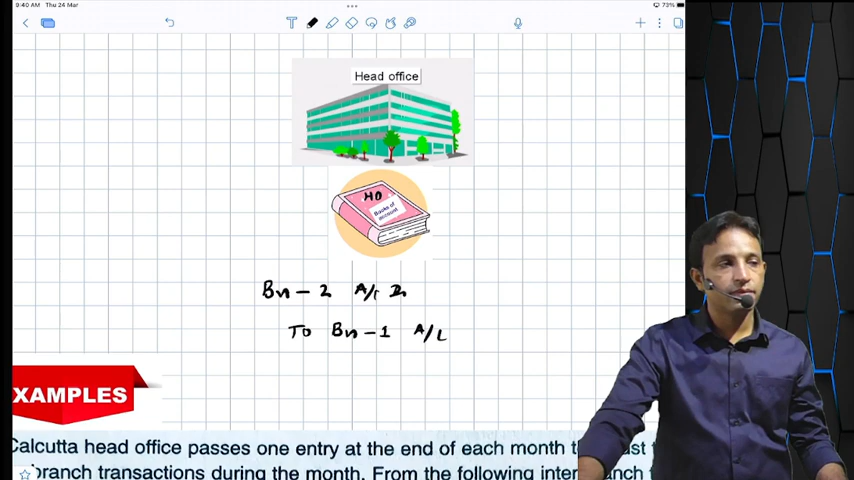 9:40 AM Thu 24 Mar
73%
T
Head office
HO
Books of
account
Bn-2 A/c Dr
To Bn-1 A/c
XAMPLES
Calcutta head office passes one entry at the end of each month
branch transactions during the month. From the following inter